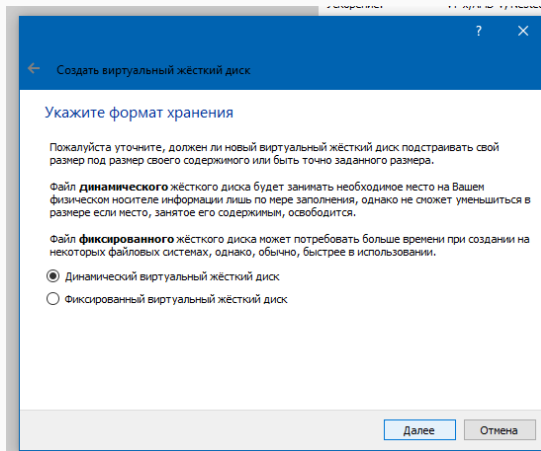 ?
Создать виртуальный жёсткий диск
Укажите формат хранения
Пожалуйста уточните, должен ли новый виртуальный жёсткий диск подстраивать свой
размер под размер своего содержимого или быть точно заданного размера.
Файл динамического жёсткого диска будет занимать необходимое место на Вашем
физическом носителе информации лишь по мере заполнения, однако не сможет уменьшиться в
размере если место, занятое его содержимым, освободится.
Файл фиксированного жёсткого диска может потребовать больше времени при создании на
некоторых файловых системах, однако, обычно, быстрее в использовании.
Динамический виртуальный жёсткий диск
Фиксированный виртуальный жёсткий диск
Далее Отмена